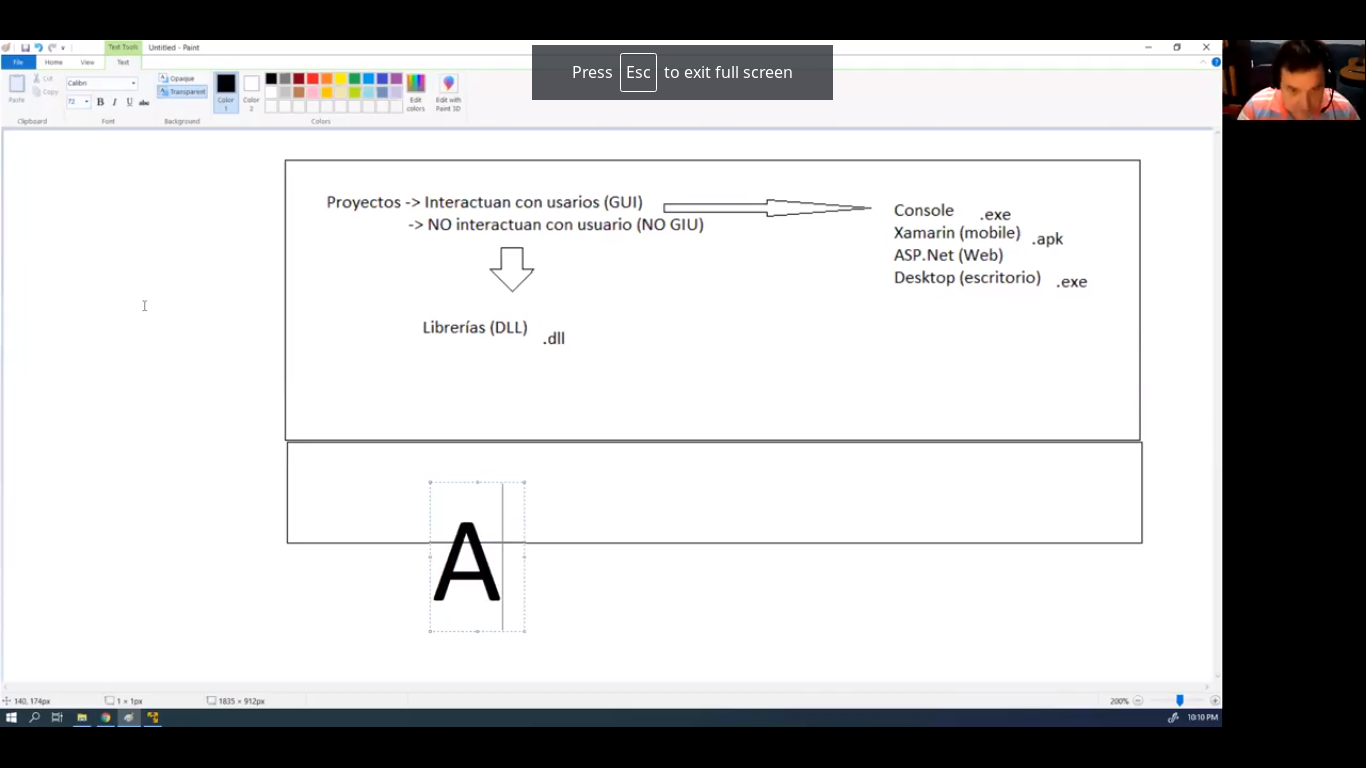 Text Tools
Untitled - Paint
Press Esc to exit full screen
File Home View Text
Paste
Cut
Copy
Clipboard
Calibri
72
B I U abc
Font
Opaque
Transparent
Background
Color 1
Color 2
Edit colors
Edit with Paint 3D
Colors
Proyectos -> Interactuan con usarios (GUI)
-> NO interactuan con usuario (NO GIU)
Console .exe
Xamarin (mobile) .apk
ASP.Net (Web)
Desktop (escritorio) .exe
Librerías (DLL) .dll
A
140, 174px
1 × 1px
1835 × 912px
200%
10:10 PM